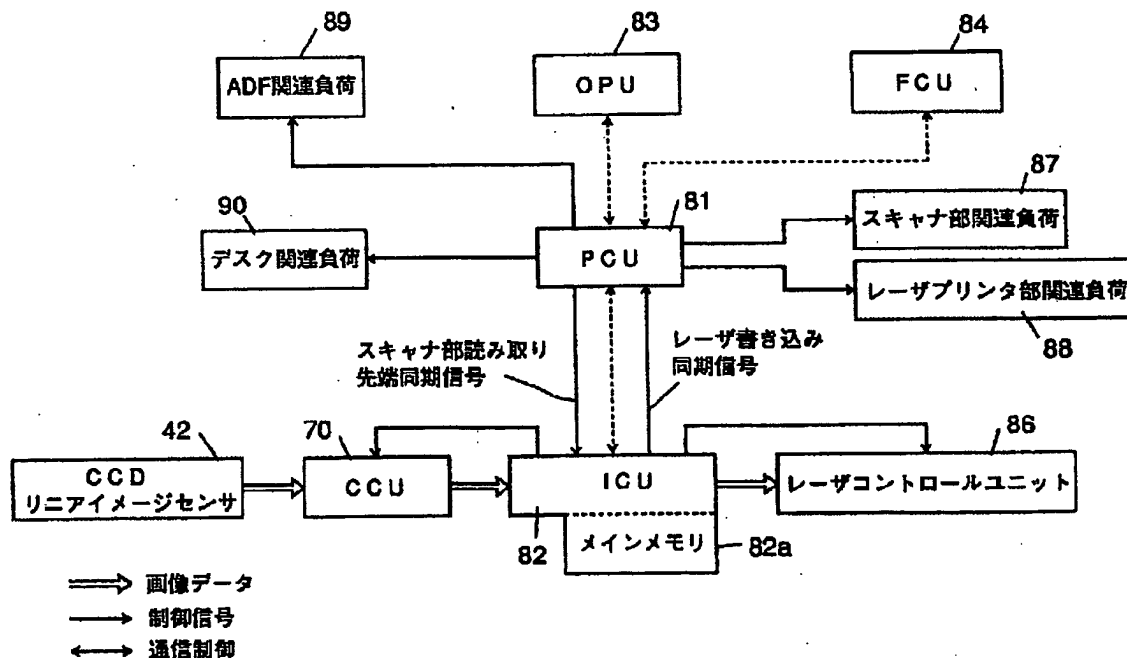 89
83
84
ADF関連負荷
OPU
FCU
87
90
81
スキャナ部関連負荷
デスク関連負荷
PCU
レーザプリンタ部関連負荷
88
スキャナ部読み取り
先端同期信号
レーザ書き込み
同期信号
42
70
86
CCD
リニアイメージセンサ
CCU
ICU
レーザコントロールユニット
82
メインメモリ
82a
画像データ
制御信号
通信制御